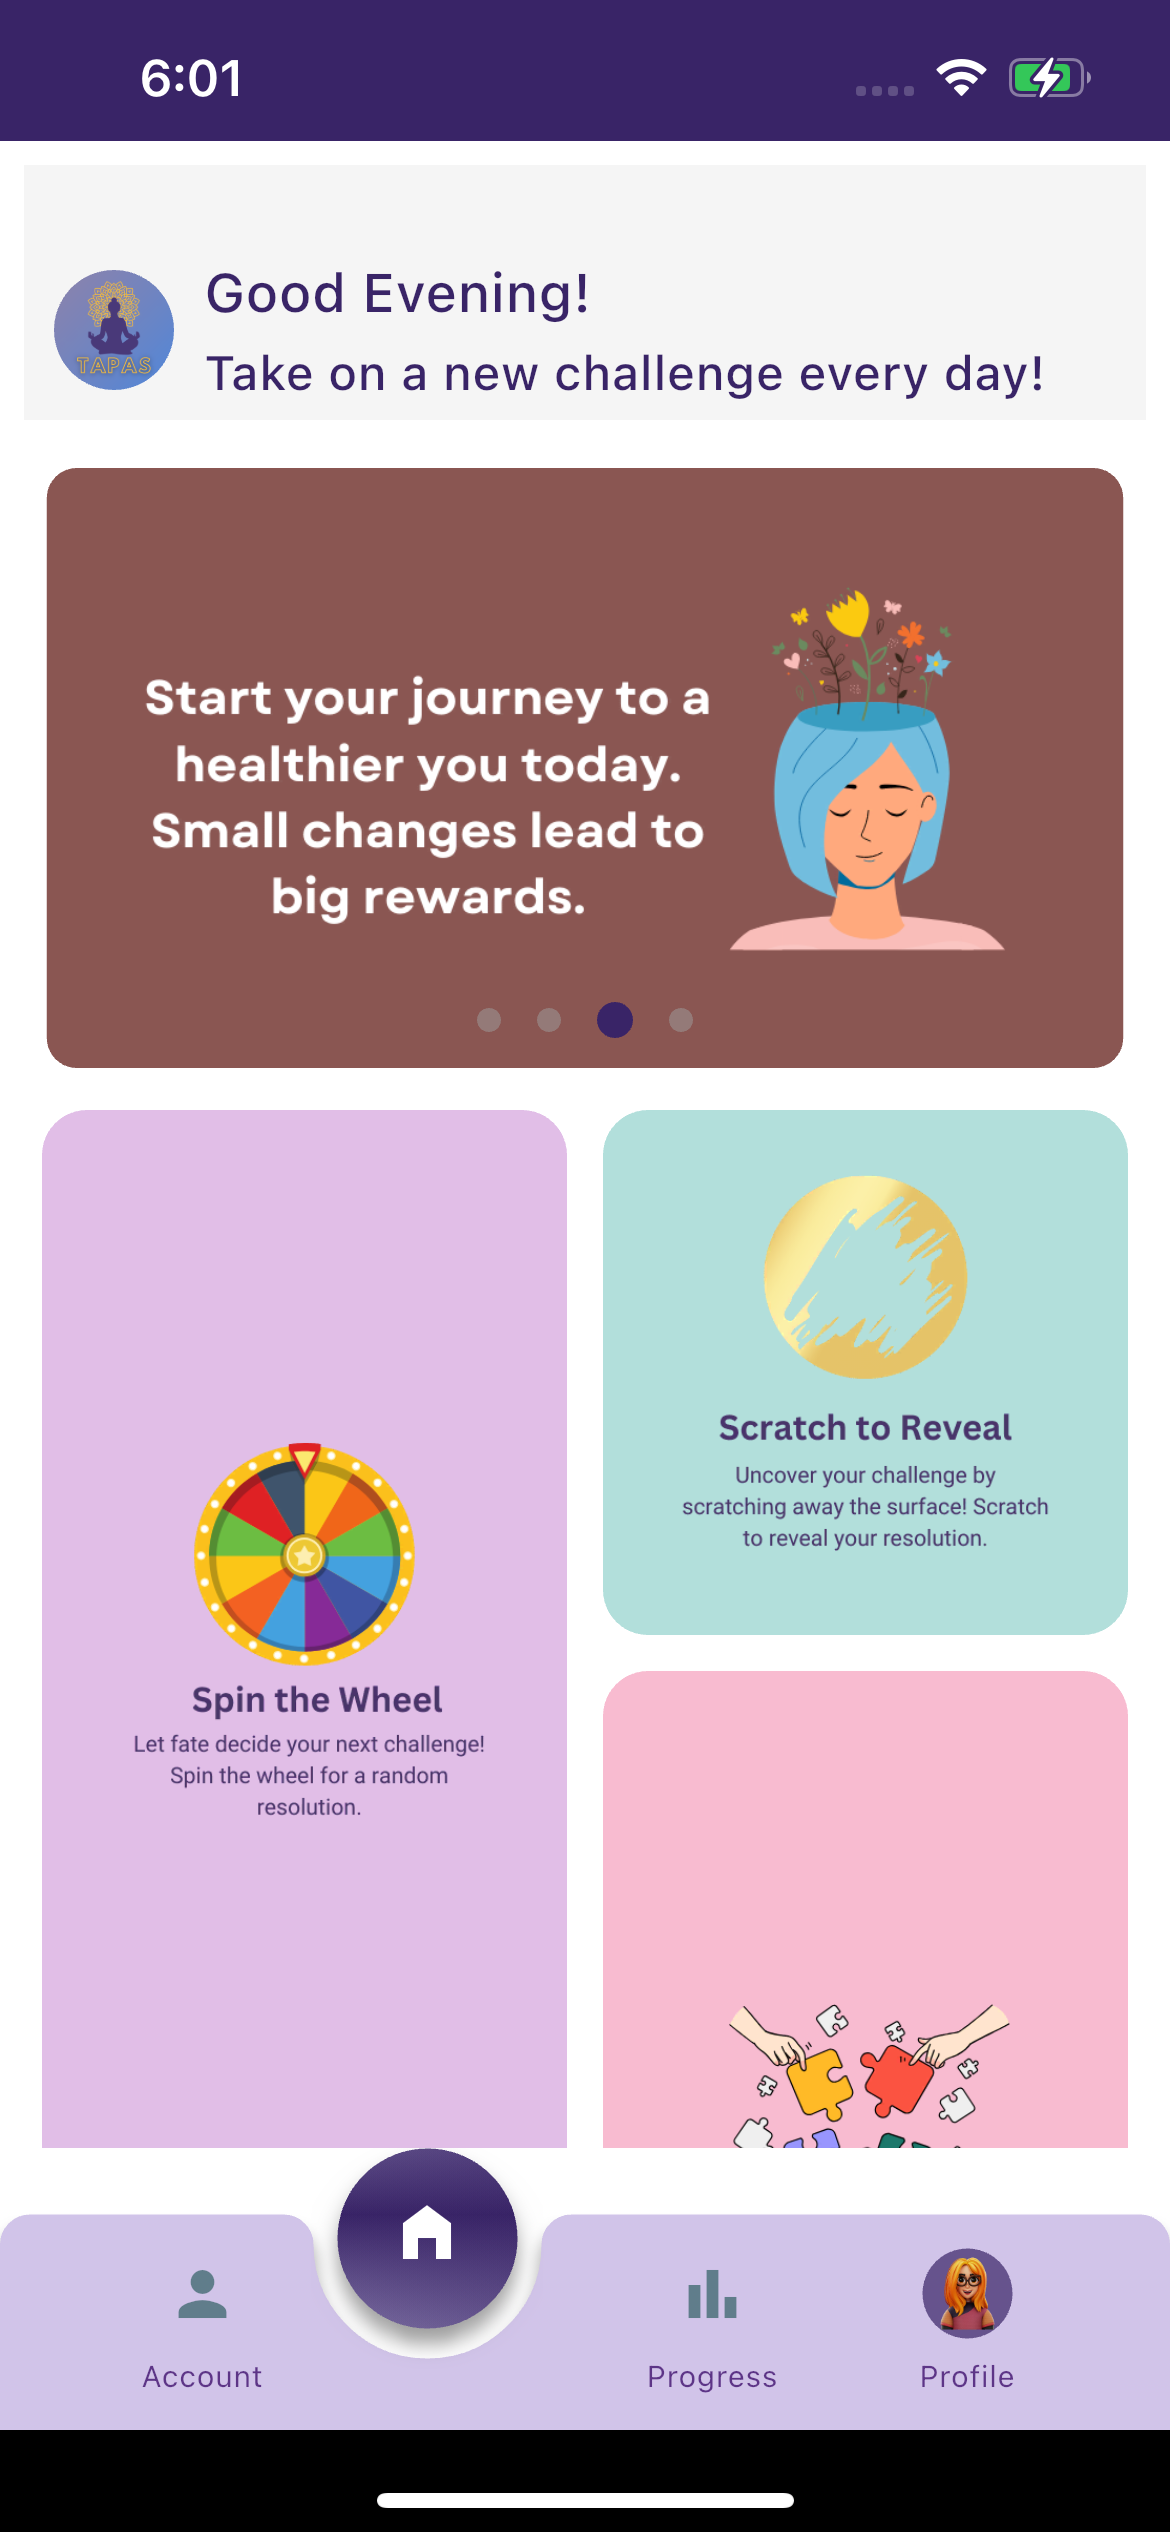 6:01
TAPAS
Good Evening!
Take on a new challenge every day!
Start your journey to a
healthier you today.
Small changes lead to
big rewards.
Scratch to Reveal
Uncover your challenge by
scratching away the surface! Scratch
to reveal your resolution.
Spin the Wheel
Let fate decide your next challenge!
Spin the wheel for a random
resolution.
Account
Progress
Profile